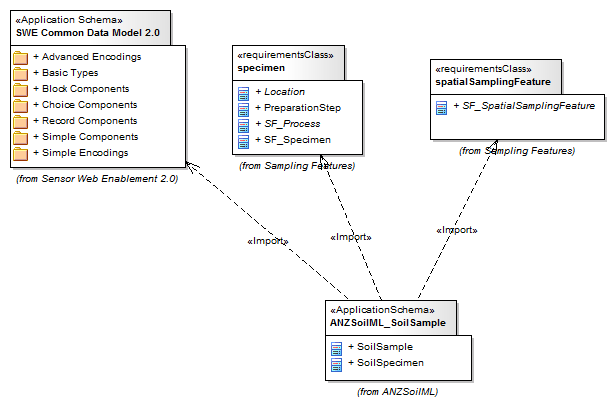 «Application Schema»
SWE Common Data Model 2.0
+ Advanced Encodings
+ Basic Types
+ Block Components
+ Choice Components
+ Record Components
+ Simple Components
+ Simple Encodings
(from Sensor Web Enablement 2.0)
«requirementsClass»
specimen
+ Location
+ PreparationStep
+ SF_Process
+ SF_Specimen
(from Sampling Features)
«requirementsClass»
spatialSamplingFeature
+ SF_SpatialSamplingFeature
(from Sampling Features)
«Import»
«Import»
«Import»
«ApplicationSchema»
ANZSoilML_SoilSample
+ SoilSample
+ SoilSpecimen
(from ANZSoilML)